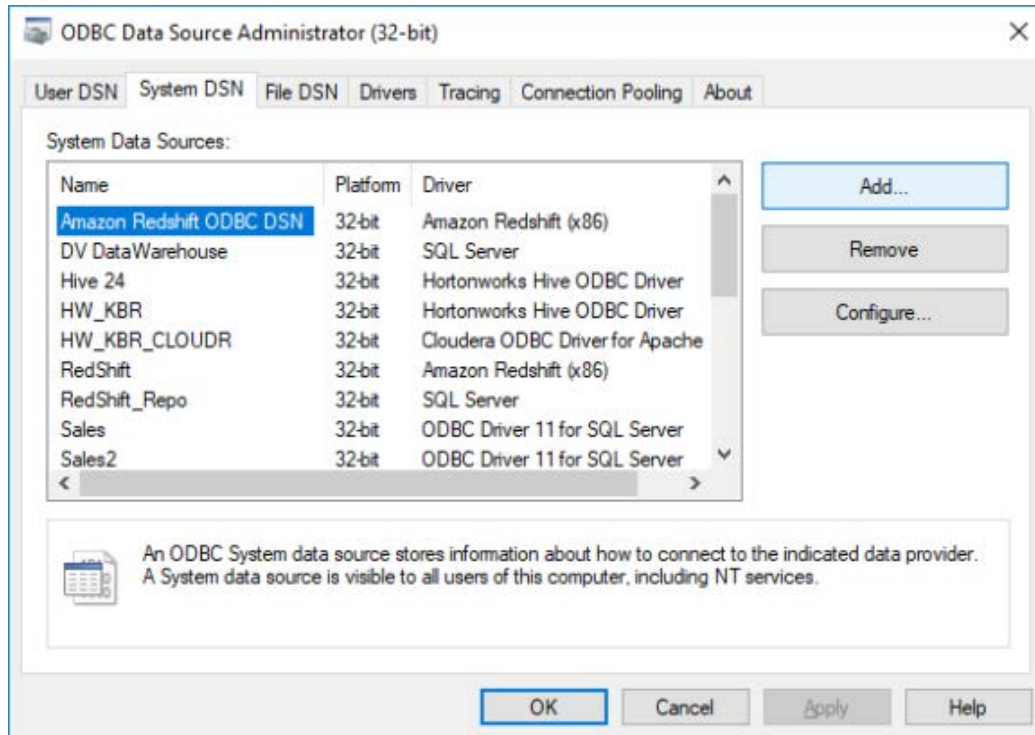 ODBC Data Source Administrator (32-bit)
User DSN System DSN File DSN Drivers Tracing Connection Pooling About
System Data Sources:
Name Platform Driver
Amazon Redshift ODBC DSN 32-bit Amazon Redshift (x86)
DV DataWarehouse 32-bit SQL Server
Hive 24 32-bit Hortonworks Hive ODBC Driver
HW_KBR 32-bit Hortonworks Hive ODBC Driver
HW_KBR_CLOUDR 32-bit Cloudera ODBC Driver for Apache
RedShift 32-bit Amazon Redshift (x86)
RedShift_Repo 32-bit SQL Server
Sales 32-bit ODBC Driver 11 for SQL Server
Sales2 32-bit ODBC Driver 11 for SQL Server
Add...
Remove
Configure...
An ODBC System data source stores information about how to connect to the indicated data provider.
A System data source is visible to all users of this computer, including NT services.
OK Cancel Apply Help